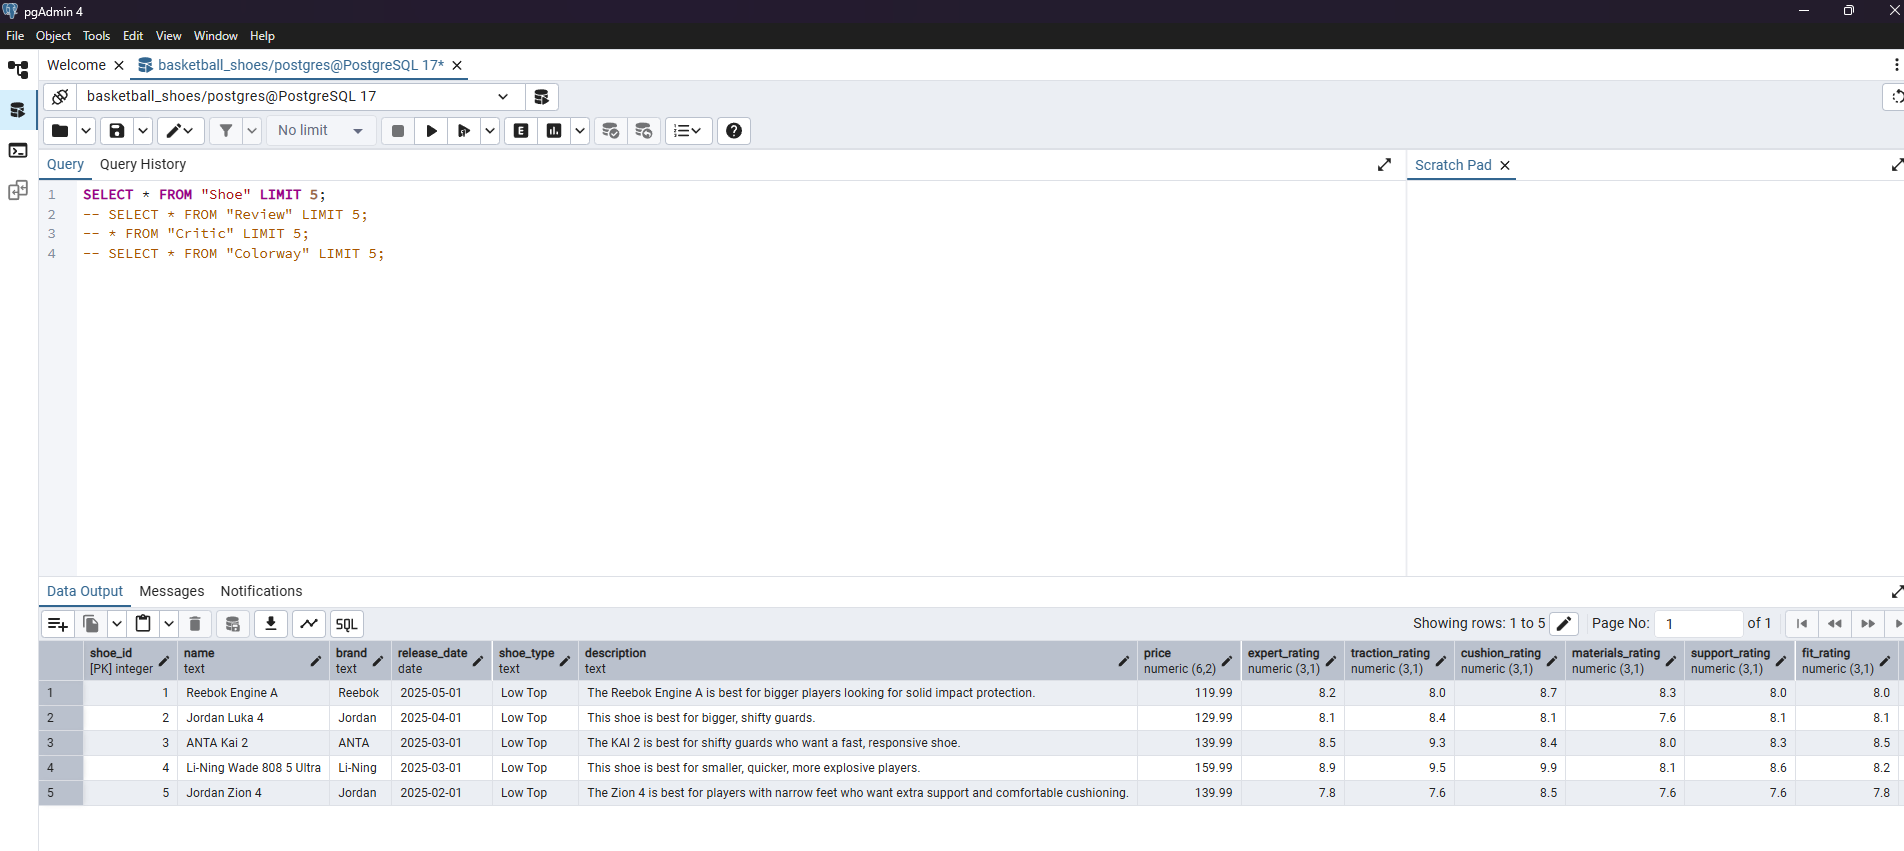 pgAdmin 4
File Object Tools Edit View Window Help
Welcome basketball_shoes/postgres@PostgreSQL 17*
basketball_shoes/postgres@PostgreSQL 17
No limit
E
Query Query History
Scratch Pad
1 SELECT * FROM "Shoe" LIMIT 5;
2 -- SELECT * FROM "Review" LIMIT 5;
3 -- * FROM "Critic" LIMIT 5;
4 -- SELECT * FROM "Colorway" LIMIT 5;
Data Output Messages Notifications
SQL Showing rows: 1 to 5 Page No: 1 of 1
shoe_id name brand release_date shoe_type description price expert_rating traction_rating cushion_rating materials_rating support_rating fit_rating
[PK] integer text text date text text numeric (6,2) numeric (3,1) numeric (3,1) numeric (3,1) numeric (3,1) numeric (3,1) numeric (3,1)
1 1 Reebok Engine A Reebok 2025-05-01 Low Top The Reebok Engine A is best for bigger players looking for solid impact protection. 119.99 8.2 8.0 8.7 8.3 8.0 8.0
2 2 Jordan Luka 4 Jordan 2025-04-01 Low Top This shoe is best for bigger, shifty guards. 129.99 8.1 8.4 8.1 7.6 8.1 8.1
3 3 ANTA Kai 2 ANTA 2025-03-01 Low Top The KAI 2 is best for shifty guards who want a fast, responsive shoe. 139.99 8.5 9.3 8.4 8.0 8.3 8.5
4 4 Li-Ning Wade 808 5 Ultra Li-Ning 2025-03-01 Low Top This shoe is best for smaller, quicker, more explosive players. 159.99 8.9 9.5 9.9 8.1 8.6 8.2
5 5 Jordan Zion 4 Jordan 2025-02-01 Low Top The Zion 4 is best for players with narrow feet who want extra support and comfortable cushioning. 139.99 7.8 7.6 8.5 7.6 7.6 7.8